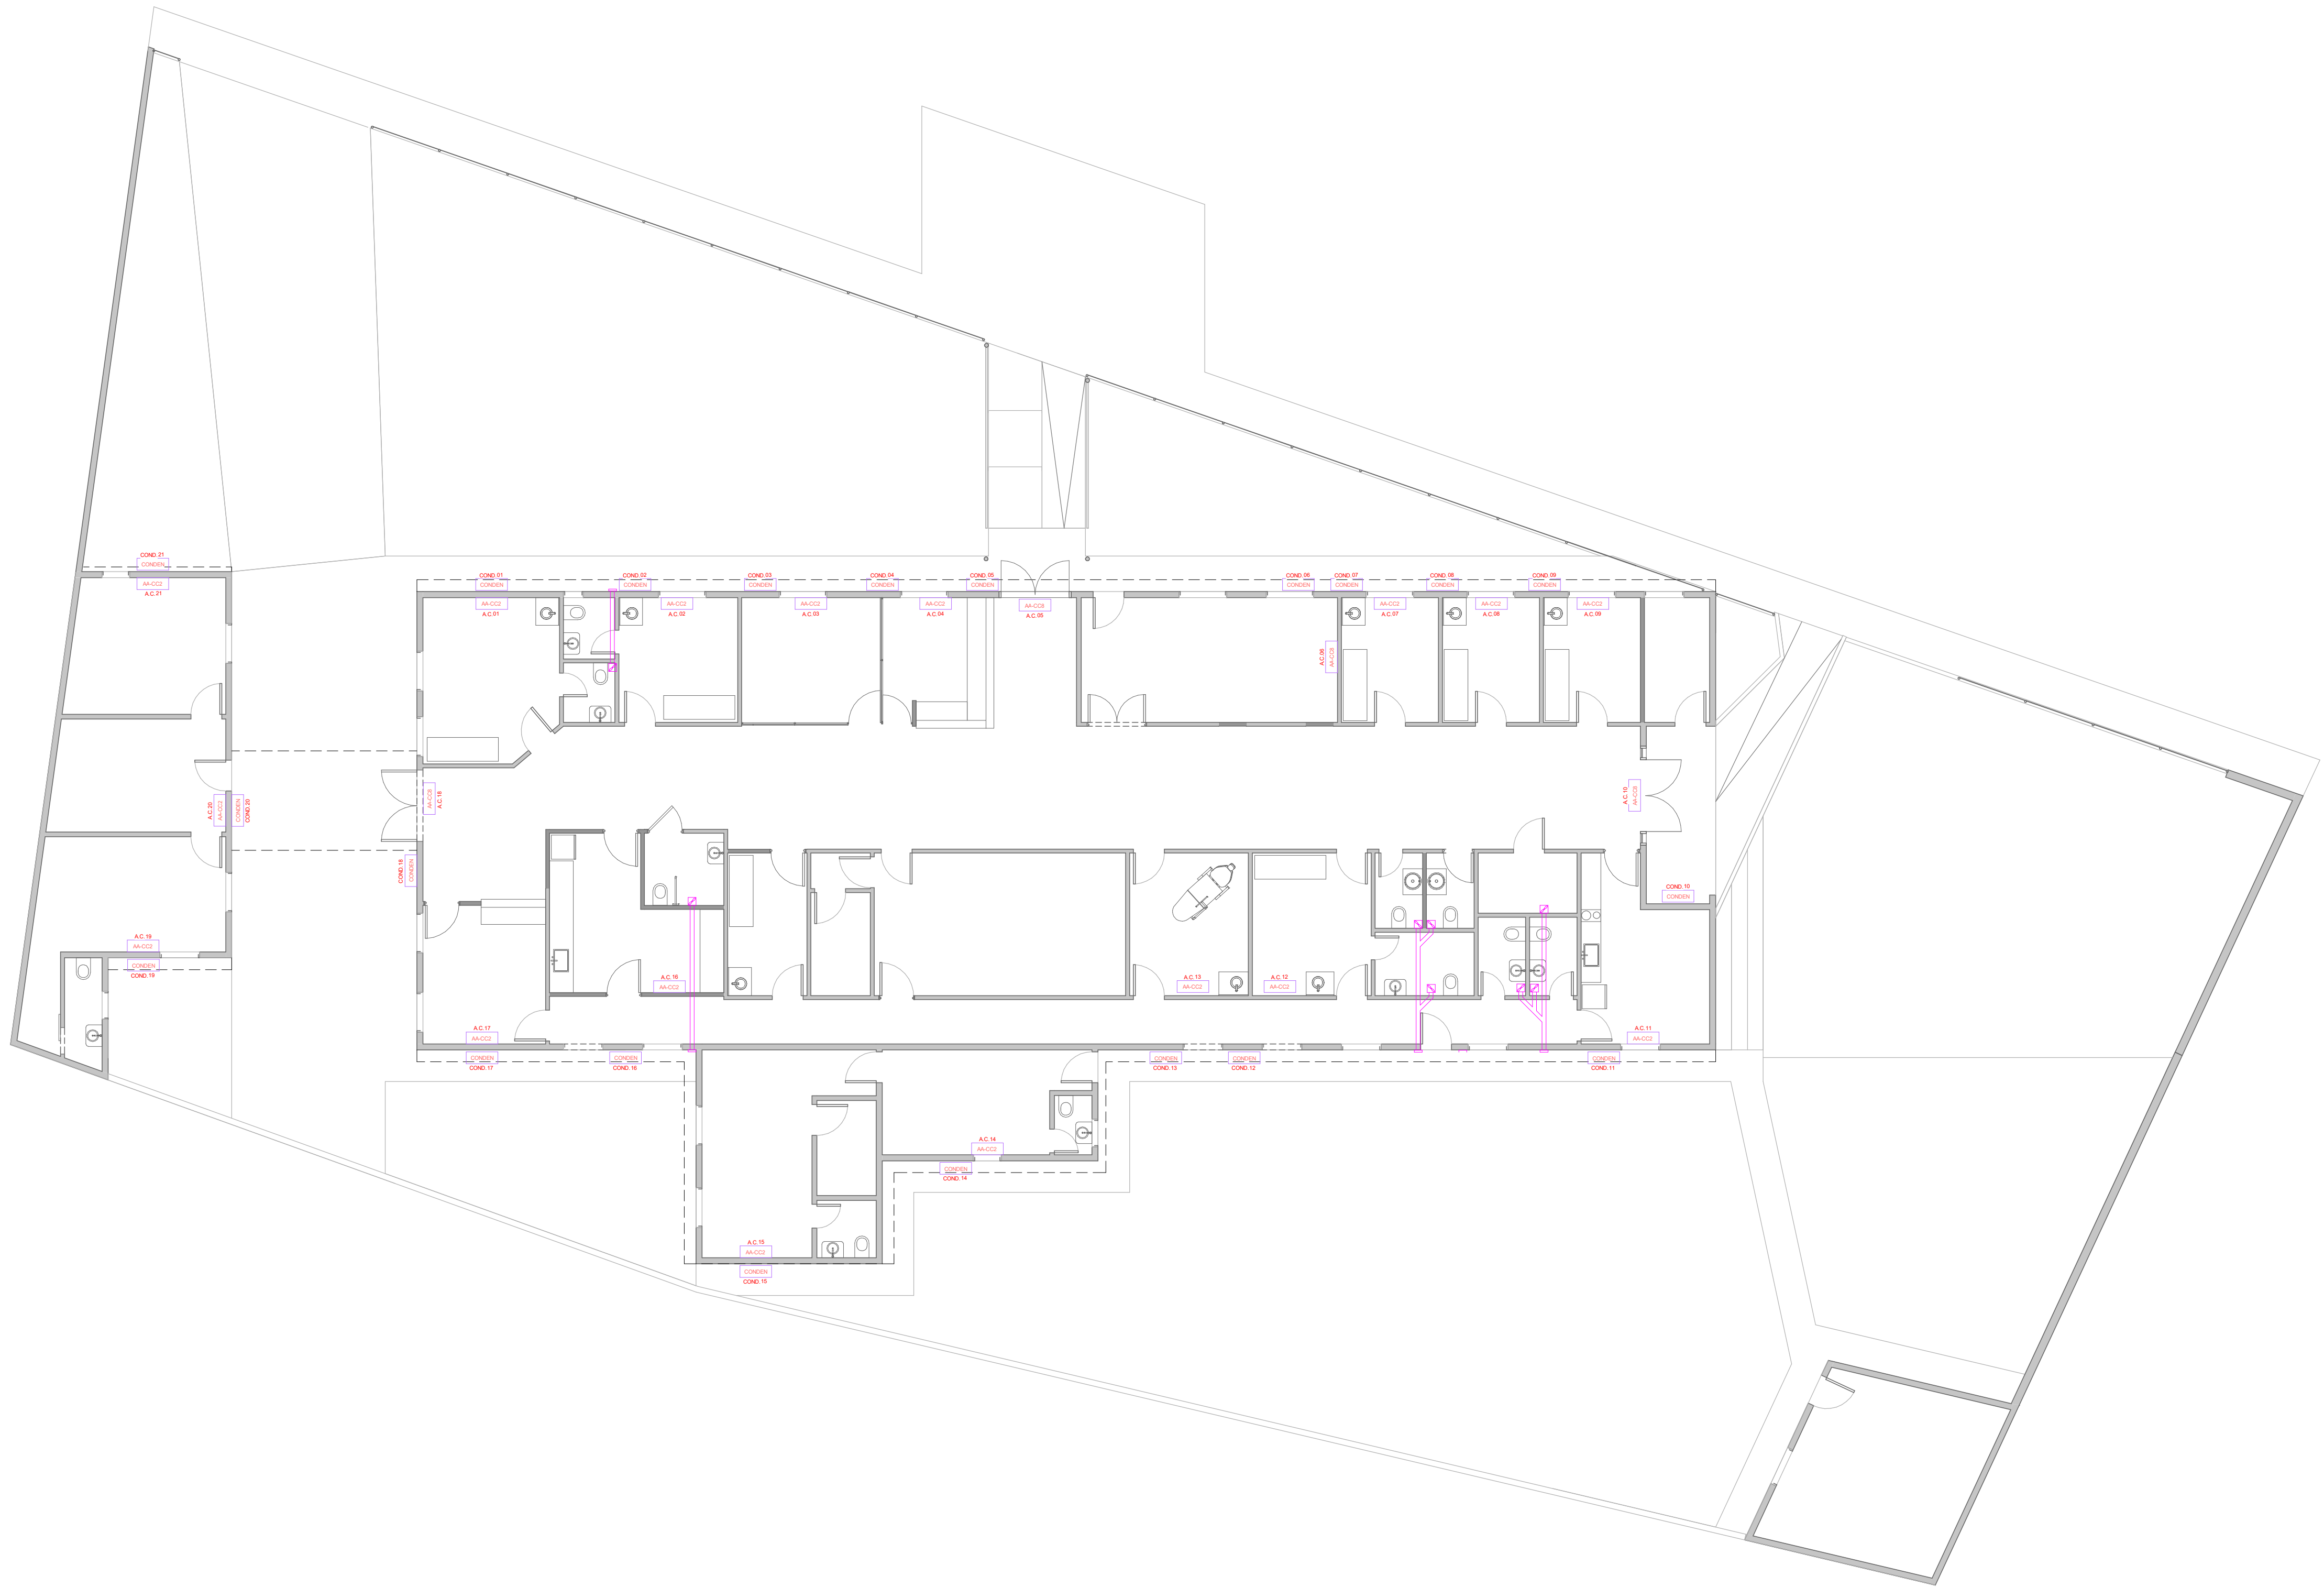 COND. 21
CONDEN
AA-CC2
A.C. 21
COND. 01
CONDEN
AA-CC2
A.C. 01
COND. 02
CONDEN
AA-CC2
A.C. 02
COND. 03
CONDEN
AA-CC2
A.C. 03
COND. 04
CONDEN
AA-CC2
A.C. 04
COND. 05
CONDEN
AA-CC8
A.C. 05
COND. 06
CONDEN
A.C. 06
AA-CC8
COND. 07
CONDEN
AA-CC2
A.C. 07
COND. 08
CONDEN
AA-CC2
A.C. 08
COND. 09
CONDEN
AA-CC2
A.C. 09
A.C. 20
AA-CC2
CONDEN
COND. 20
AA-CC8
A.C. 18
COND. 18
CONDEN
A.C. 10
AA-CC8
COND. 10
CONDEN
A.C. 19
AA-CC2
CONDEN
COND. 19
A.C. 16
AA-CC2
A.C. 13
AA-CC2
A.C. 12
AA-CC2
A.C. 17
AA-CC2
CONDEN
COND. 17
CONDEN
COND. 16
CONDEN
COND. 13
CONDEN
COND. 12
A.C. 11
AA-CC2
CONDEN
COND. 11
A.C. 14
AA-CC2
CONDEN
COND. 14
A.C. 15
AA-CC2
CONDEN
COND. 15